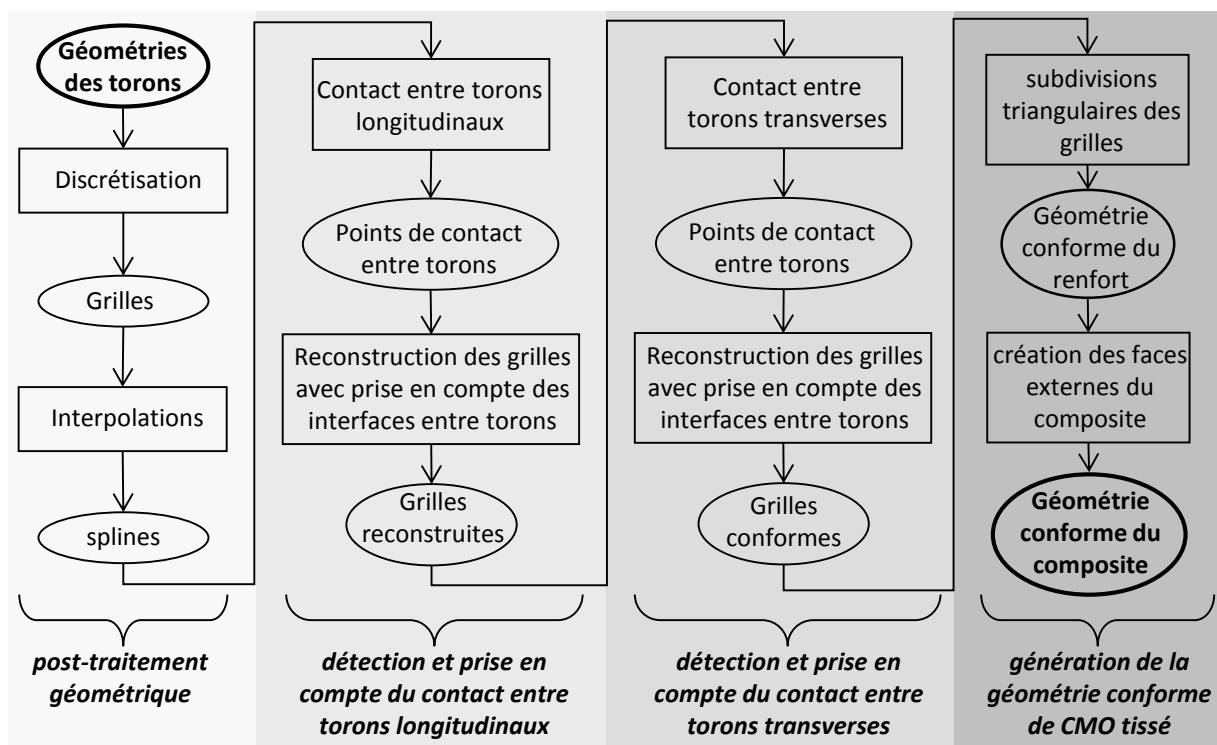 Géométries
des torons
Discrétisation
Grilles
Interpolations
splines
post-traitement
géométrique
Contact entre torons
longitudinaux
Points de contact
entre torons
Reconstruction des grilles
avec prise en compte des
interfaces entre torons
Grilles
reconstruites
détection et prise en
compte du contact entre
torons longitudinaux
Contact entre
torons transverses
Points de contact
entre torons
Reconstruction des grilles
avec prise en compte des
interfaces entre torons
Grilles
conformes
détection et prise en
compte du contact entre
torons transverses
subdivisions
triangulaires des
grilles
Géométrie
conforme du
renfort
création des faces
externes du
composite
Géométrie
conforme du
composite
génération de la
géométrie conforme
de CMO tissé